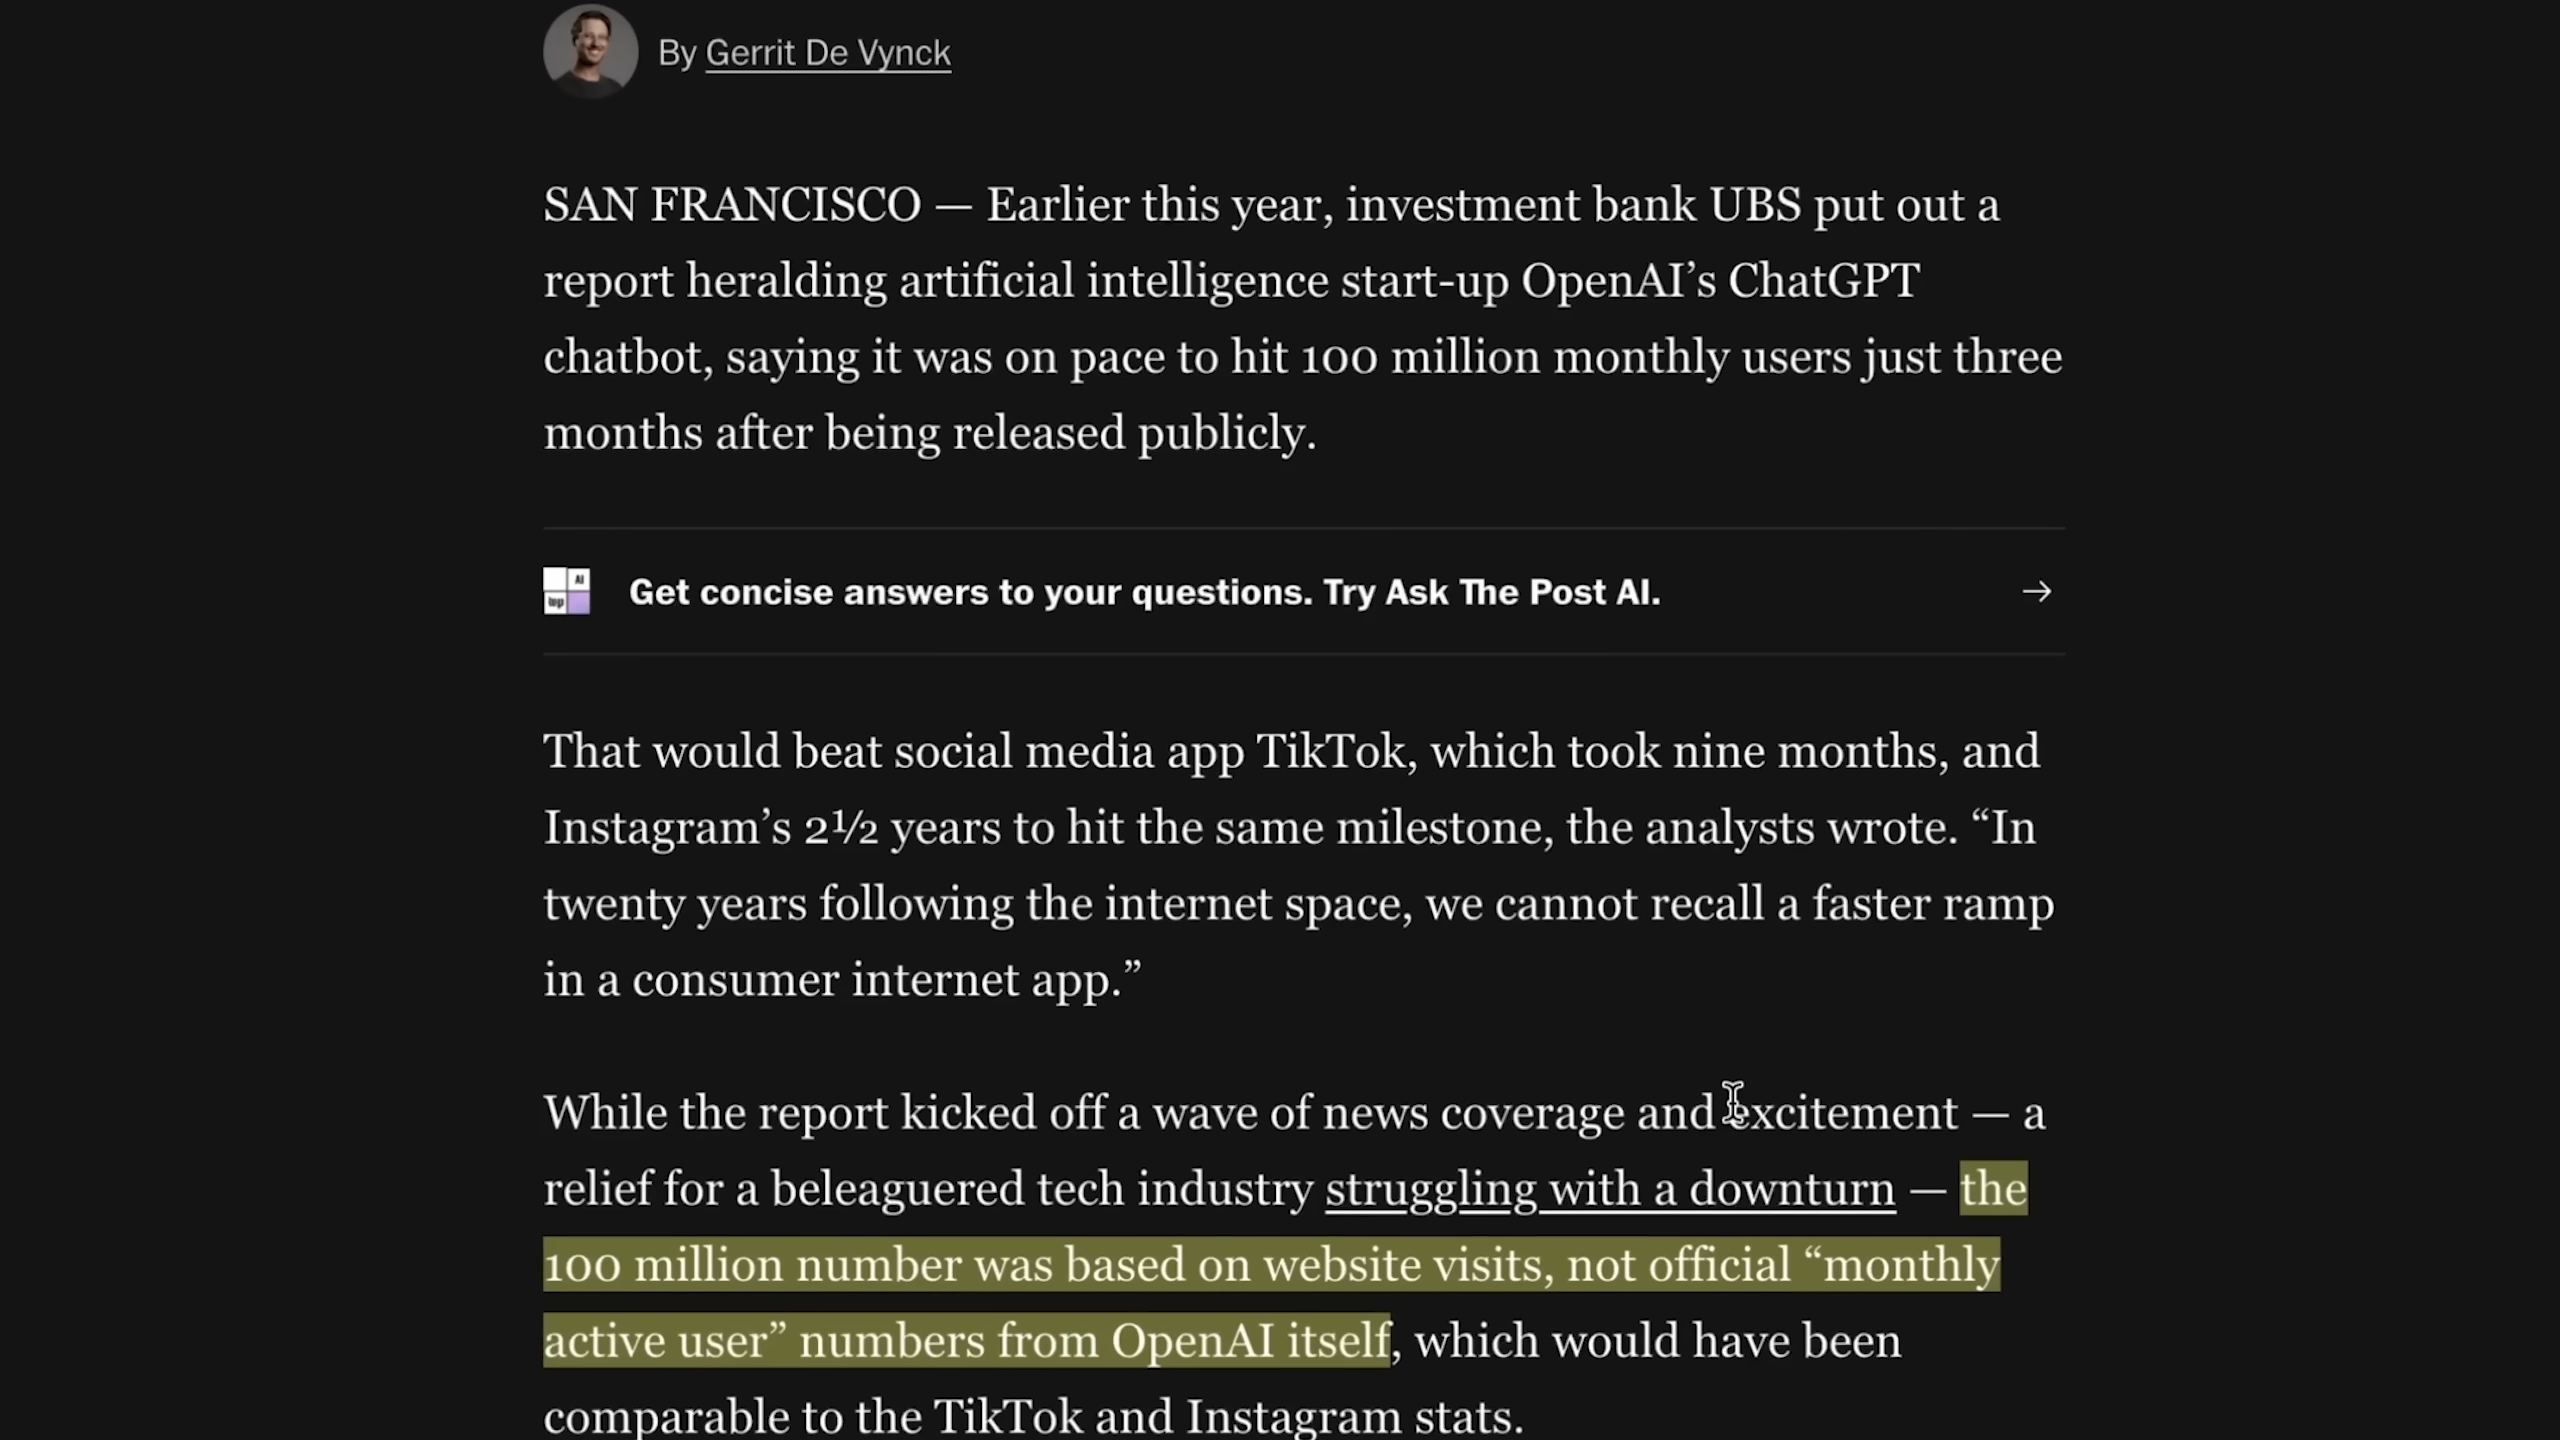 By Gerrit De Vynck
SAN FRANCISCO — Earlier this year, investment bank UBS put out a
report heralding artificial intelligence start-up OpenAI’s ChatGPT
chatbot, saying it was on pace to hit 100 million monthly users just three
months after being released publicly.
AI
wp
Get concise answers to your questions. Try Ask The Post AI.
That would beat social media app TikTok, which took nine months, and
Instagram’s 2½ years to hit the same milestone, the analysts wrote. “In
twenty years following the internet space, we cannot recall a faster ramp
in a consumer internet app.”
While the report kicked off a wave of news coverage and excitement — a
relief for a beleaguered tech industry struggling with a downturn — the
100 million number was based on website visits, not official “monthly
active user” numbers from OpenAI itself, which would have been
comparable to the TikTok and Instagram stats.